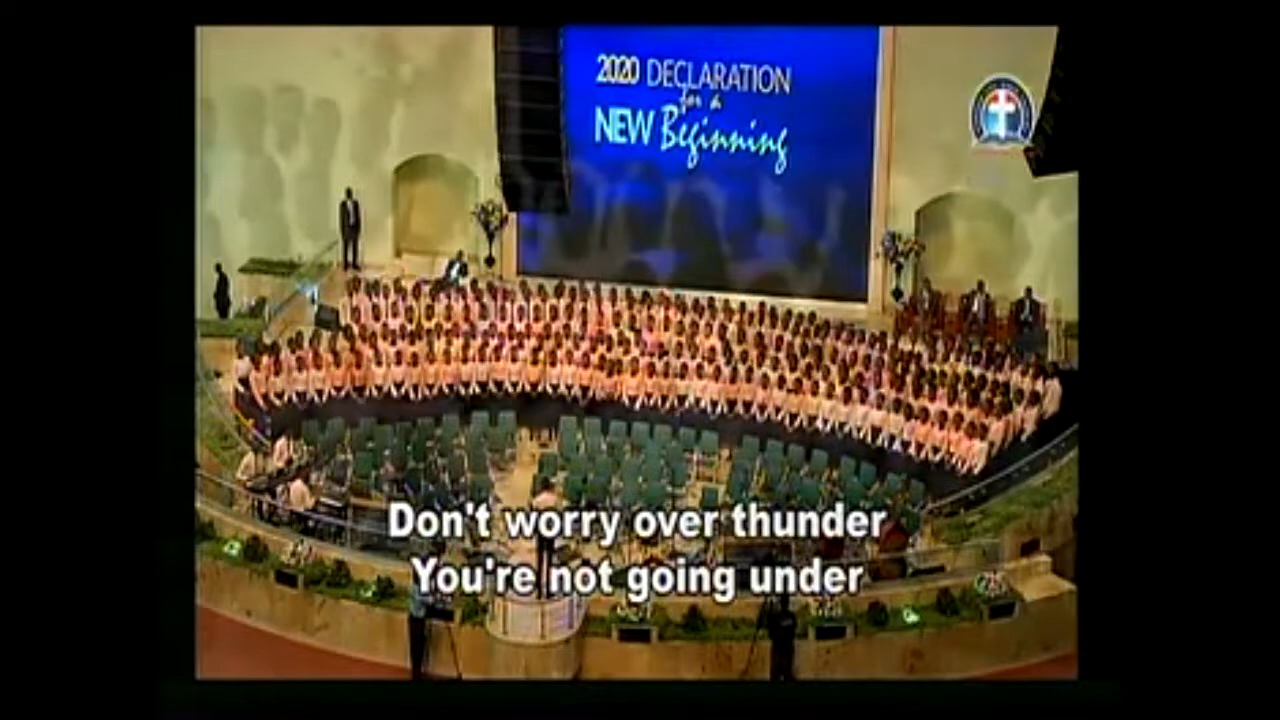 2020 DECLARATION
for a
NEW Beginning
Don't worry over thunder
You're not going under